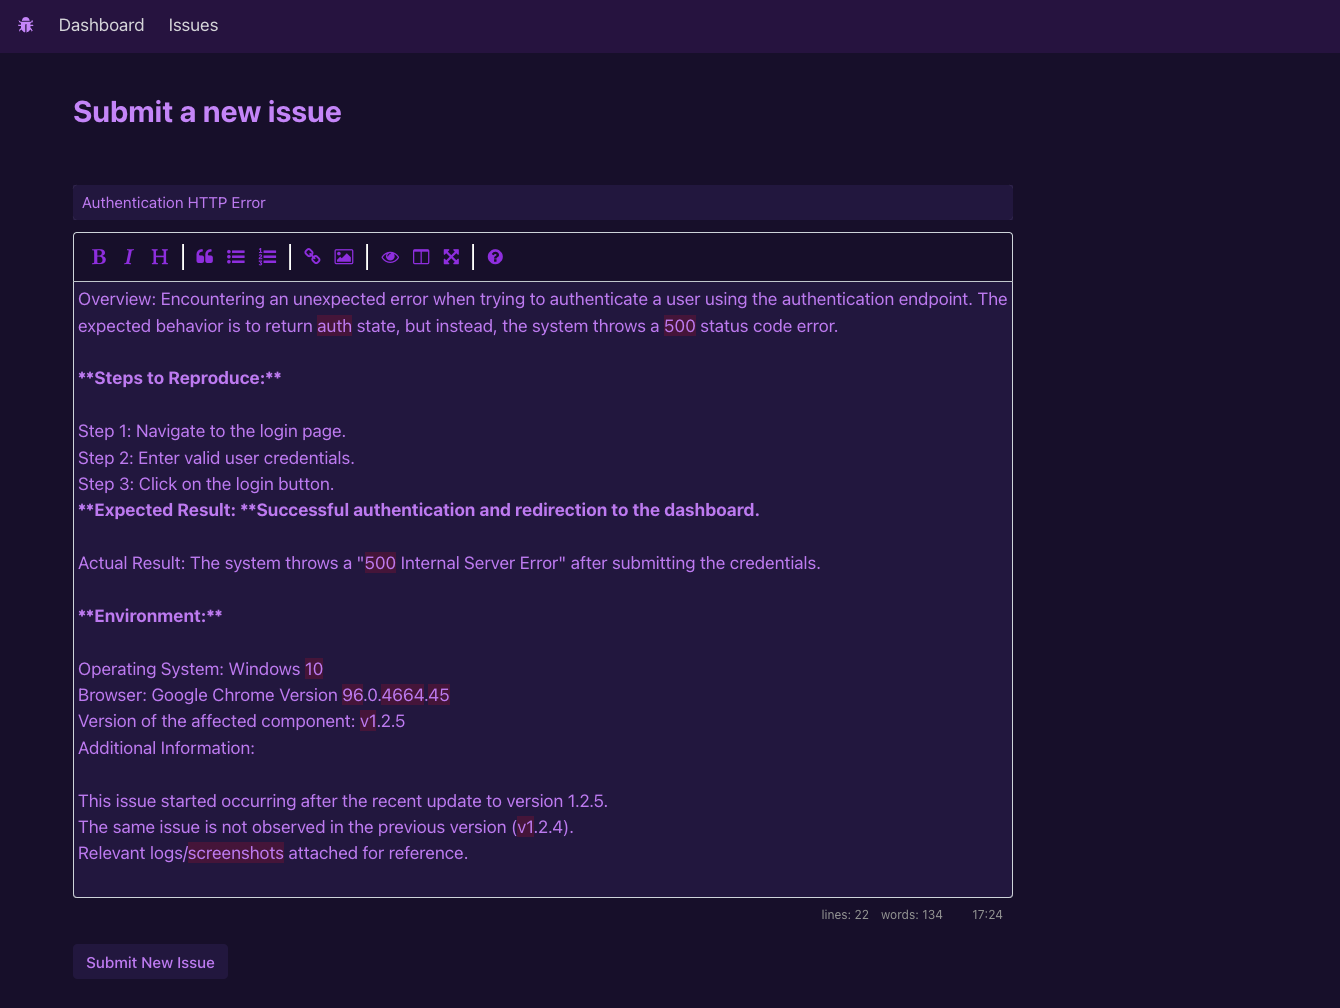 Dashboard Issues
Submit a new issue
Authentication HTTP Error
B I H
Overview: Encountering an unexpected error when trying to authenticate a user using the authentication endpoint. The
expected behavior is to return auth state, but instead, the system throws a 500 status code error.
**Steps to Reproduce:**
Step 1: Navigate to the login page.
Step 2: Enter valid user credentials.
Step 3: Click on the login button.
**Expected Result: **Successful authentication and redirection to the dashboard.
Actual Result: The system throws a "500 Internal Server Error" after submitting the credentials.
**Environment:**
Operating System: Windows 10
Browser: Google Chrome Version 96.0.4664.45
Version of the affected component: v1.2.5
Additional Information:
This issue started occurring after the recent update to version 1.2.5.
The same issue is not observed in the previous version (v1.2.4).
Relevant logs/screenshots attached for reference.
lines: 22 words: 134 17:24
Submit New Issue